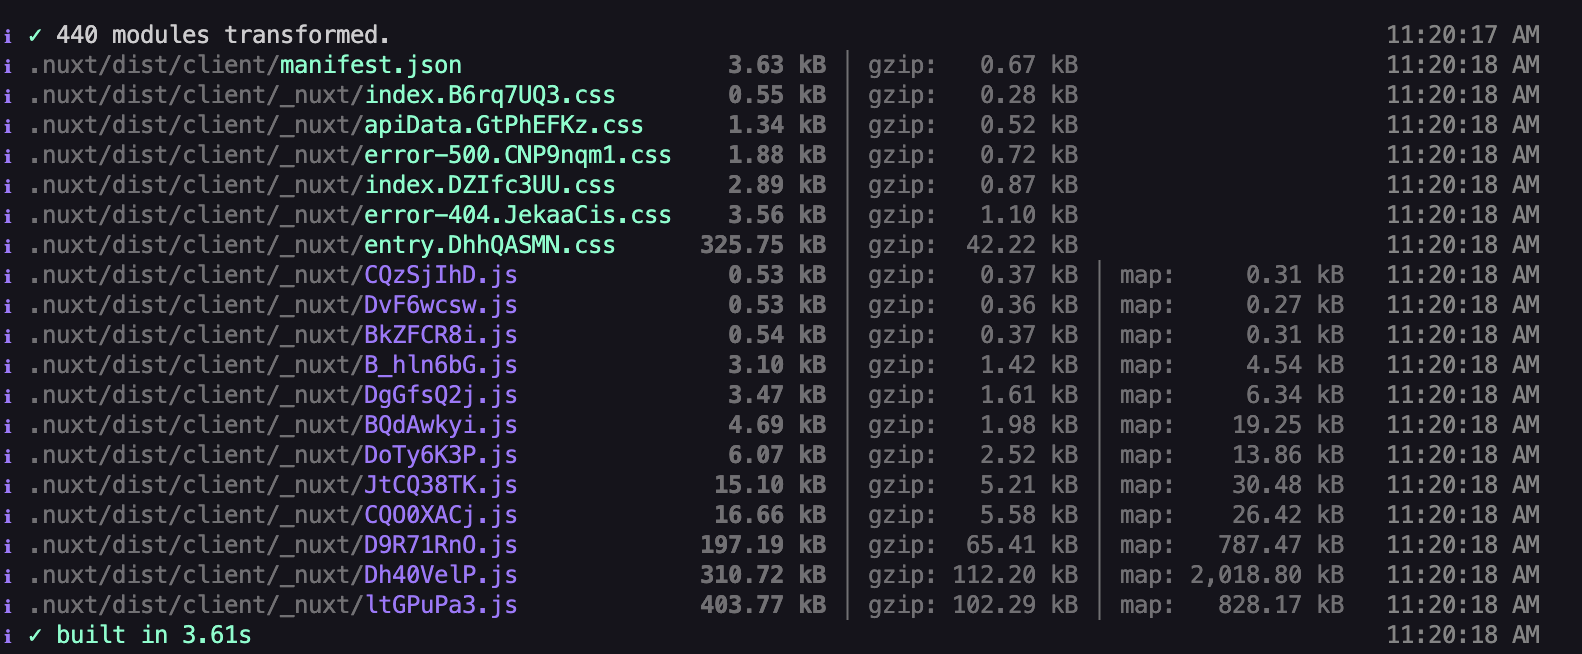 i ✓ 440 modules transformed. 11:20:17 AM
i .nuxt/dist/client/manifest.json 3.63 kB │ gzip: 0.67 kB 11:20:18 AM
i .nuxt/dist/client/_nuxt/index.B6rq7UQ3.css 0.55 kB │ gzip: 0.28 kB 11:20:18 AM
i .nuxt/dist/client/_nuxt/apiData.GtPhEFKz.css 1.34 kB │ gzip: 0.52 kB 11:20:18 AM
i .nuxt/dist/client/_nuxt/error-500.CNP9nqm1.css 1.88 kB │ gzip: 0.72 kB 11:20:18 AM
i .nuxt/dist/client/_nuxt/index.DZIfc3UU.css 2.89 kB │ gzip: 0.87 kB 11:20:18 AM
i .nuxt/dist/client/_nuxt/error-404.JekaaCis.css 3.56 kB │ gzip: 1.10 kB 11:20:18 AM
i .nuxt/dist/client/_nuxt/entry.DhhQASMN.css 325.75 kB │ gzip: 42.22 kB 11:20:18 AM
i .nuxt/dist/client/_nuxt/CQzSjIhD.js 0.53 kB │ gzip: 0.37 kB │ map: 0.31 kB 11:20:18 AM
i .nuxt/dist/client/_nuxt/DvF6wcsw.js 0.53 kB │ gzip: 0.36 kB │ map: 0.27 kB 11:20:18 AM
i .nuxt/dist/client/_nuxt/BkZFCR8i.js 0.54 kB │ gzip: 0.37 kB │ map: 0.31 kB 11:20:18 AM
i .nuxt/dist/client/_nuxt/B_hln6bG.js 3.10 kB │ gzip: 1.42 kB │ map: 4.54 kB 11:20:18 AM
i .nuxt/dist/client/_nuxt/DgGfsQ2j.js 3.47 kB │ gzip: 1.61 kB │ map: 6.34 kB 11:20:18 AM
i .nuxt/dist/client/_nuxt/BQdAwkyi.js 4.69 kB │ gzip: 1.98 kB │ map: 19.25 kB 11:20:18 AM
i .nuxt/dist/client/_nuxt/DoTy6K3P.js 6.07 kB │ gzip: 2.52 kB │ map: 13.86 kB 11:20:18 AM
i .nuxt/dist/client/_nuxt/JtCQ38TK.js 15.10 kB │ gzip: 5.21 kB │ map: 30.48 kB 11:20:18 AM
i .nuxt/dist/client/_nuxt/CQO0XACj.js 16.66 kB │ gzip: 5.58 kB │ map: 26.42 kB 11:20:18 AM
i .nuxt/dist/client/_nuxt/D9R71RnO.js 197.19 kB │ gzip: 65.41 kB │ map: 787.47 kB 11:20:18 AM
i .nuxt/dist/client/_nuxt/Dh40VelP.js 310.72 kB │ gzip: 112.20 kB │ map: 2,018.80 kB 11:20:18 AM
i .nuxt/dist/client/_nuxt/ltGPuPa3.js 403.77 kB │ gzip: 102.29 kB │ map: 828.17 kB 11:20:18 AM
i ✓ built in 3.61s 11:20:18 AM